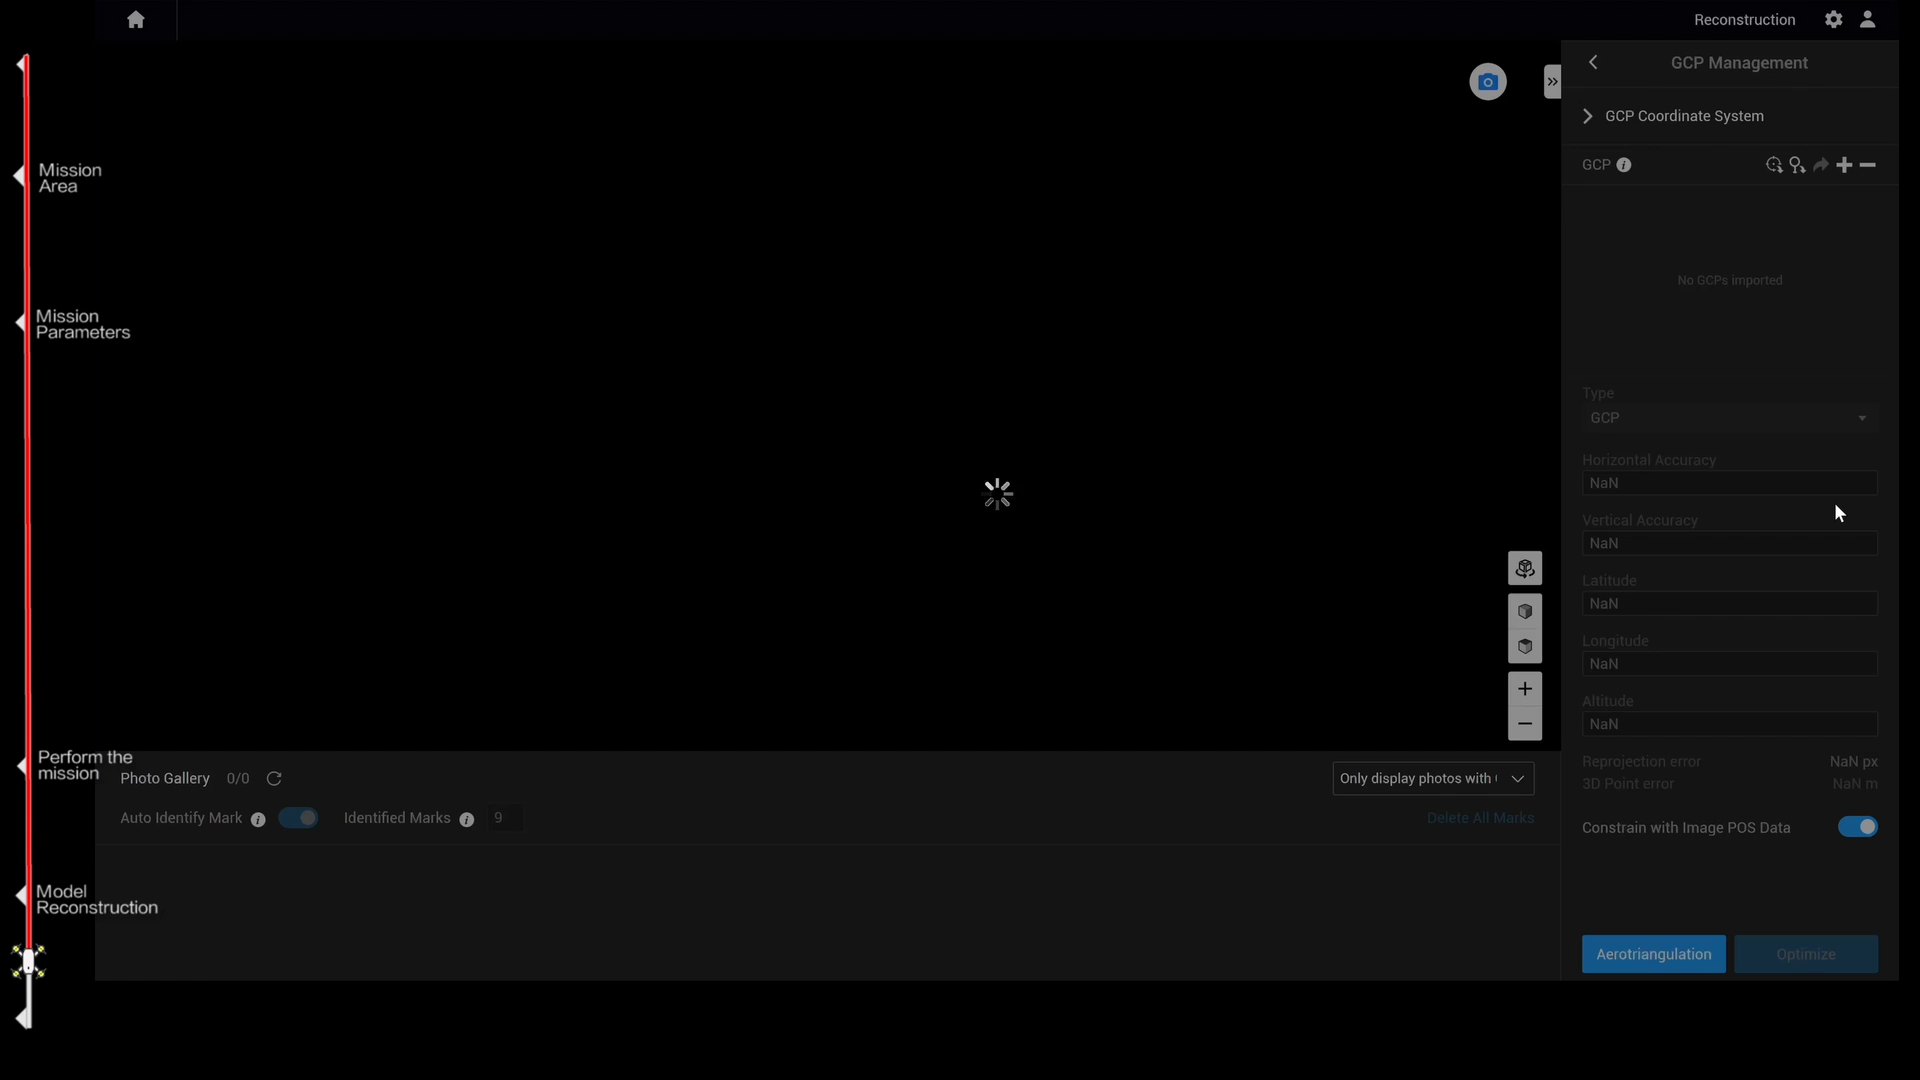 Reconstruction
GCP Management
GCP Coordinate System
GCP
No GCPs imported
Type
GCP
Horizontal Accuracy
NaN
Vertical Accuracy
NaN
Latitude
NaN
Longitude
NaN
Altitude
NaN
Reprojection error NaN px
3D Point error NaN m
Constrain with Image POS Data
Aerotriangulation Optimize
Mission
Area
Mission
Parameters
Perform the
mission
Model
Reconstruction
Photo Gallery 0/0
Only display photos with
Auto Identify Mark Identified Marks 9
Delete All Marks